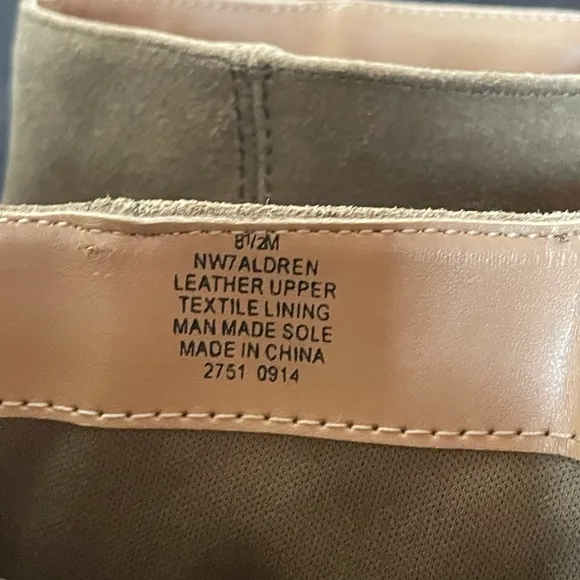 8½M
NW7ALDREN
LEATHER UPPER
TEXTILE LINING
MAN MADE SOLE
MADE IN CHINA
2751 0914